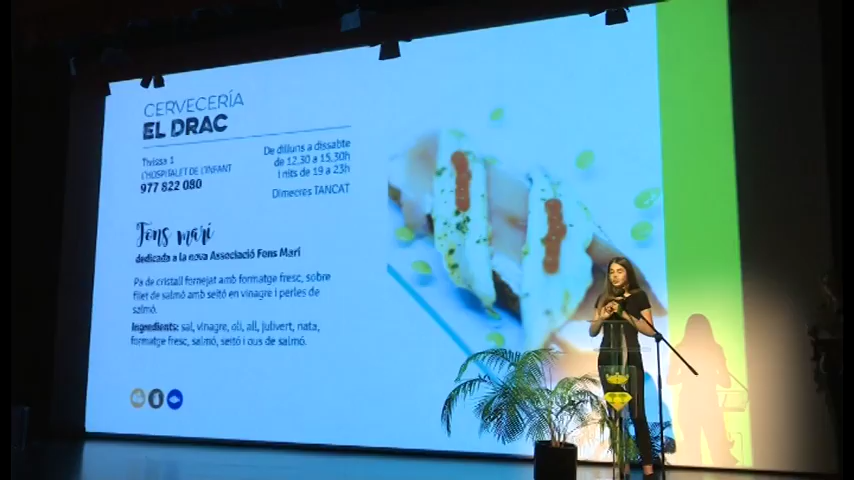 CERVECERÍA
EL DRAC
Tivissa 1
L'HOSPITALET DE L'INFANT
977 822 080
De dilluns a dissabte
de 12,30 a 15,30h
i nits de 19 a 23h
Dimecres TANCAT
Fons marí
dedicada a la nova Associació Fons Mari
Pa de cristall fornejat amb formatge fresc, sobre
filet de salmó amb seitó en vinagre i perles de
salmó.
Ingredients: sal, vinagre, oli, all, julivert, nata,
formatge fresc, salmó, seitó i ous de salmó.